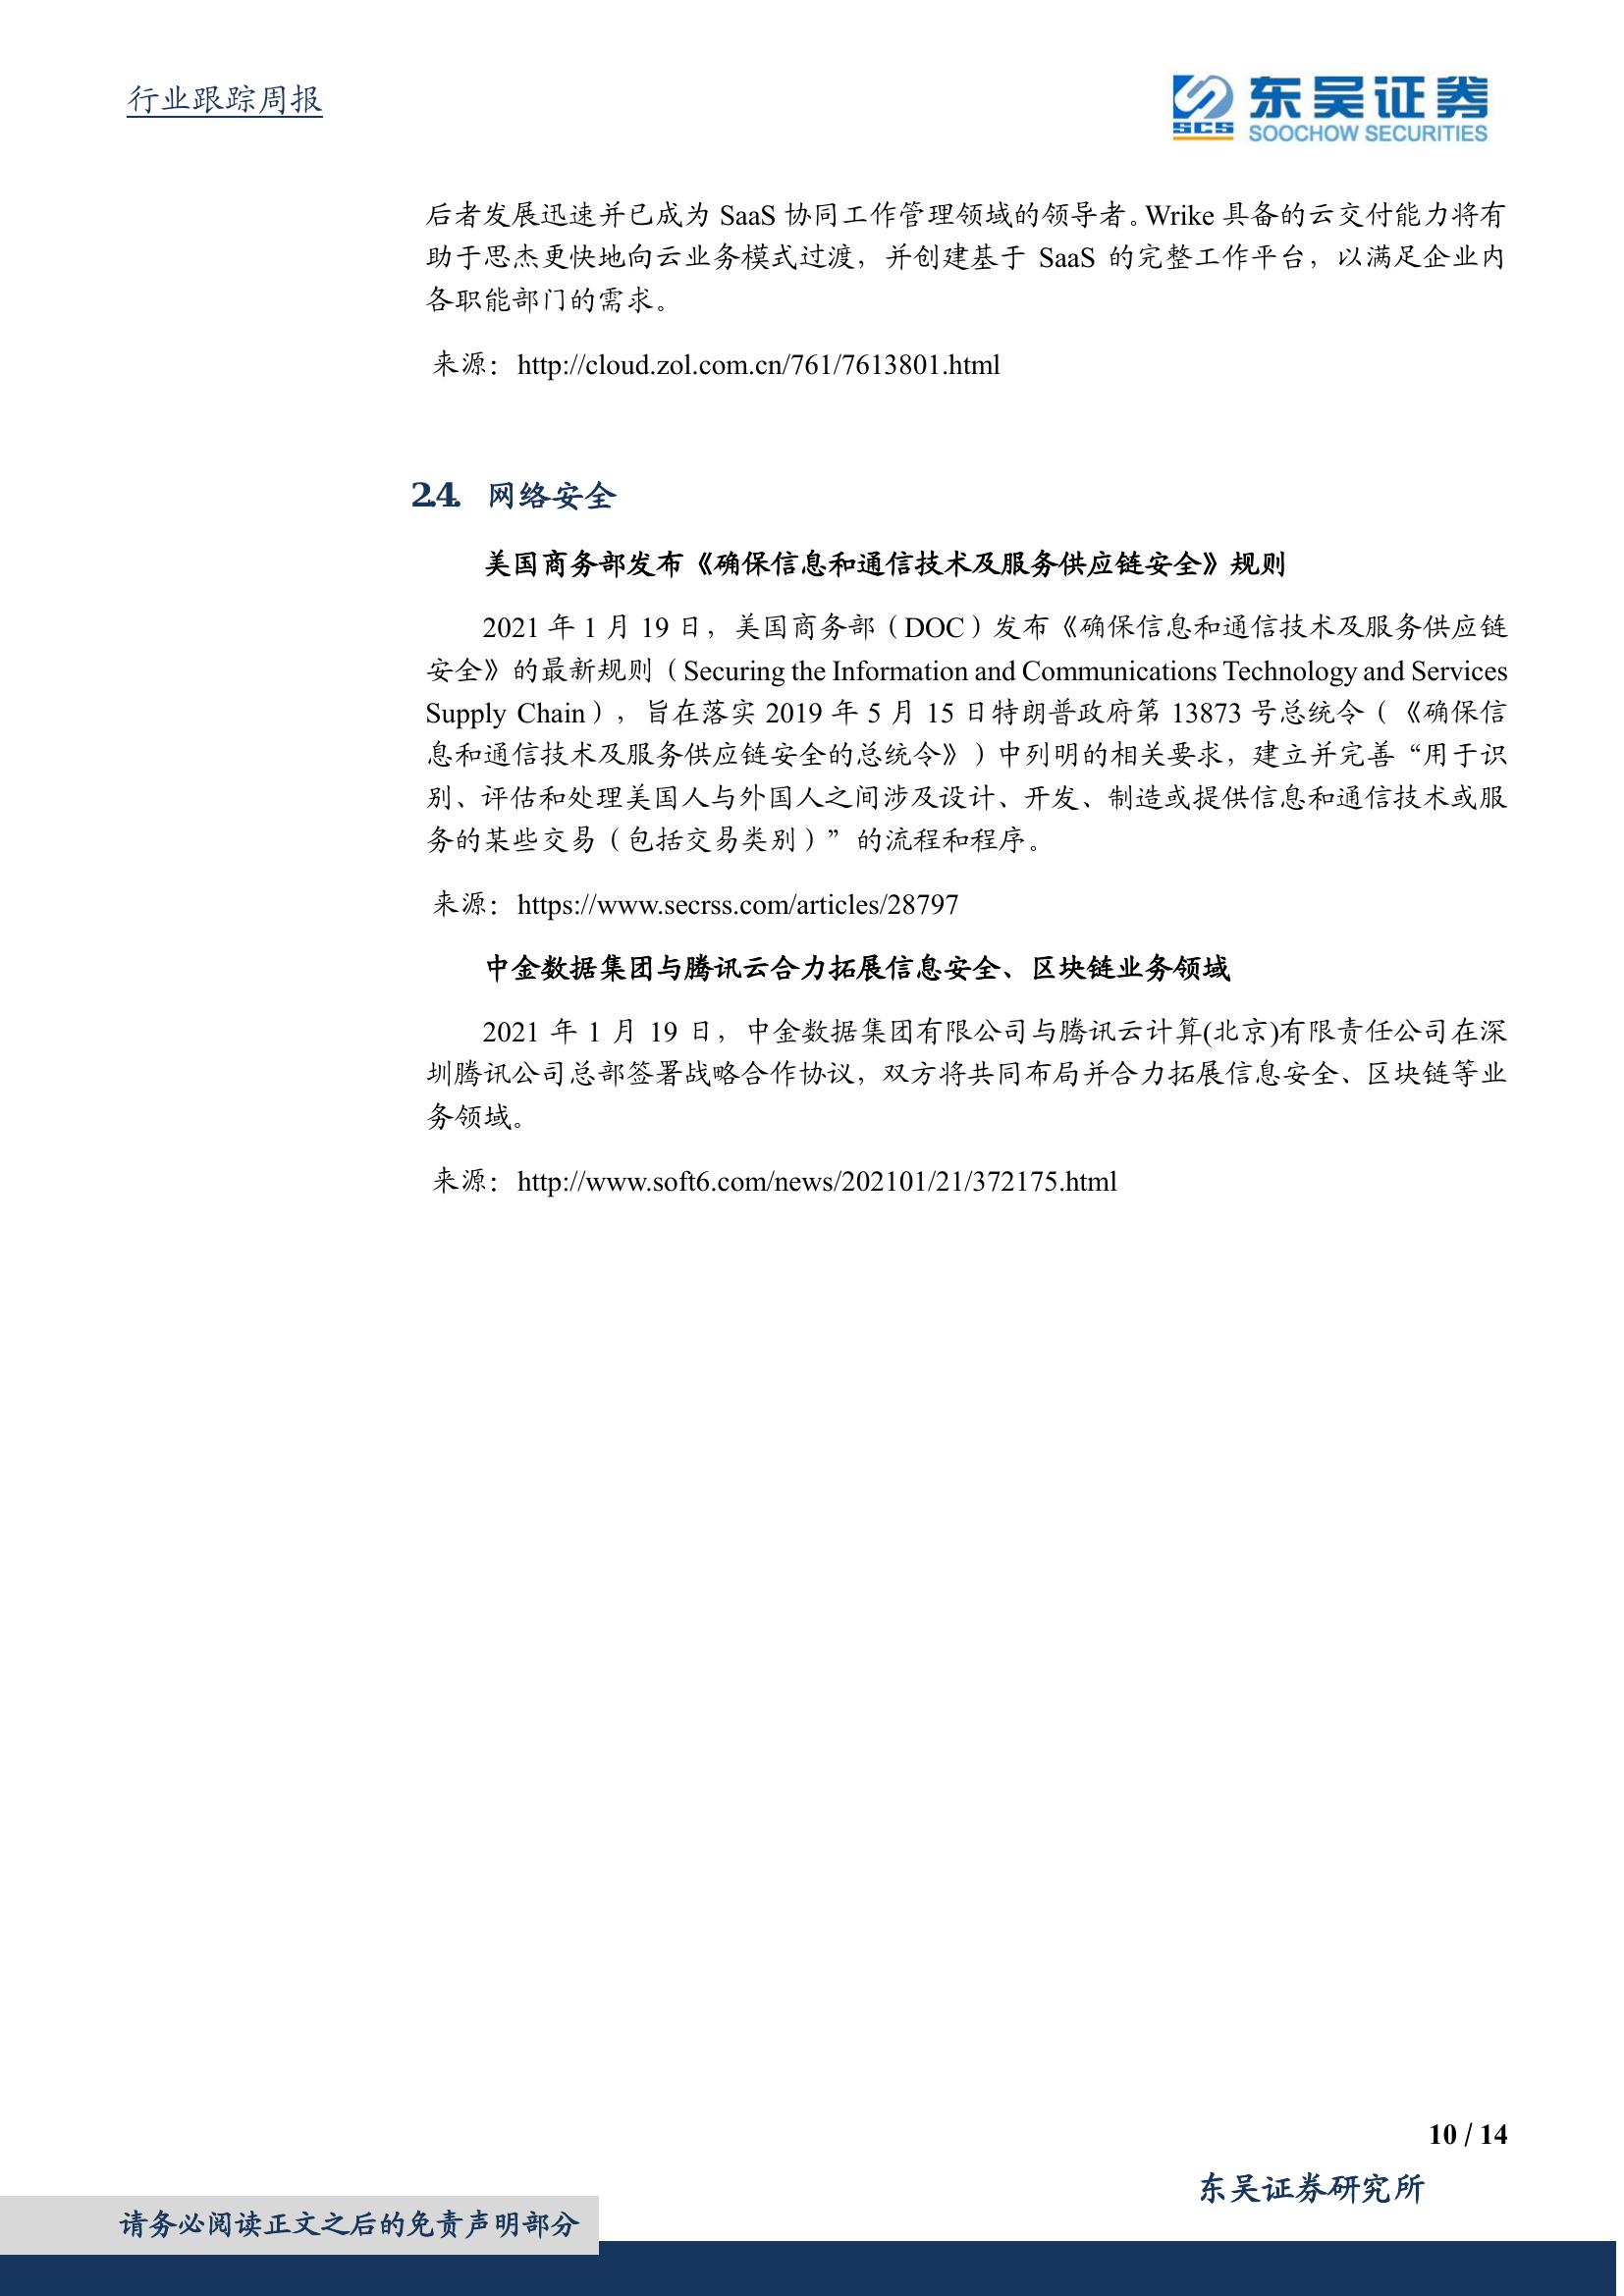 行业跟踪周报
SCS
东吴证券
SOOCHOW SECURITIES
后者发展迅速并已成为 SaaS 协同工作管理领域的领导者。Wrike 具备的云交付能力将有
助于思杰更快地向云业务模式过渡，并创建基于 SaaS 的完整工作平台，以满足企业内
各职能部门的需求。
来源：http://cloud.zol.com.cn/761/7613801.html
2.4. 网络安全
美国商务部发布《确保信息和通信技术及服务供应链安全》规则
2021 年 1 月 19 日，美国商务部（DOC）发布《确保信息和通信技术及服务供应链
安全》的最新规则（Securing the Information and Communications Technology and Services
Supply Chain），旨在落实 2019 年 5 月 15 日特朗普政府第 13873 号总统令（《确保信
息和通信技术及服务供应链安全的总统令》）中列明的相关要求，建立并完善“用于识
别、评估和处理美国人与外国人之间涉及设计、开发、制造或提供信息和通信技术或服
务的某些交易（包括交易类别）”的流程和程序。
来源：https://www.secrss.com/articles/28797
中金数据集团与腾讯云合力拓展信息安全、区块链业务领域
2021 年 1 月 19 日，中金数据集团有限公司与腾讯云计算(北京)有限责任公司在深
圳腾讯公司总部签署战略合作协议，双方将共同布局并合力拓展信息安全、区块链等业
务领域。
来源：http://www.soft6.com/news/202101/21/372175.html
10 / 14
东吴证券研究所
请务必阅读正文之后的免责声明部分